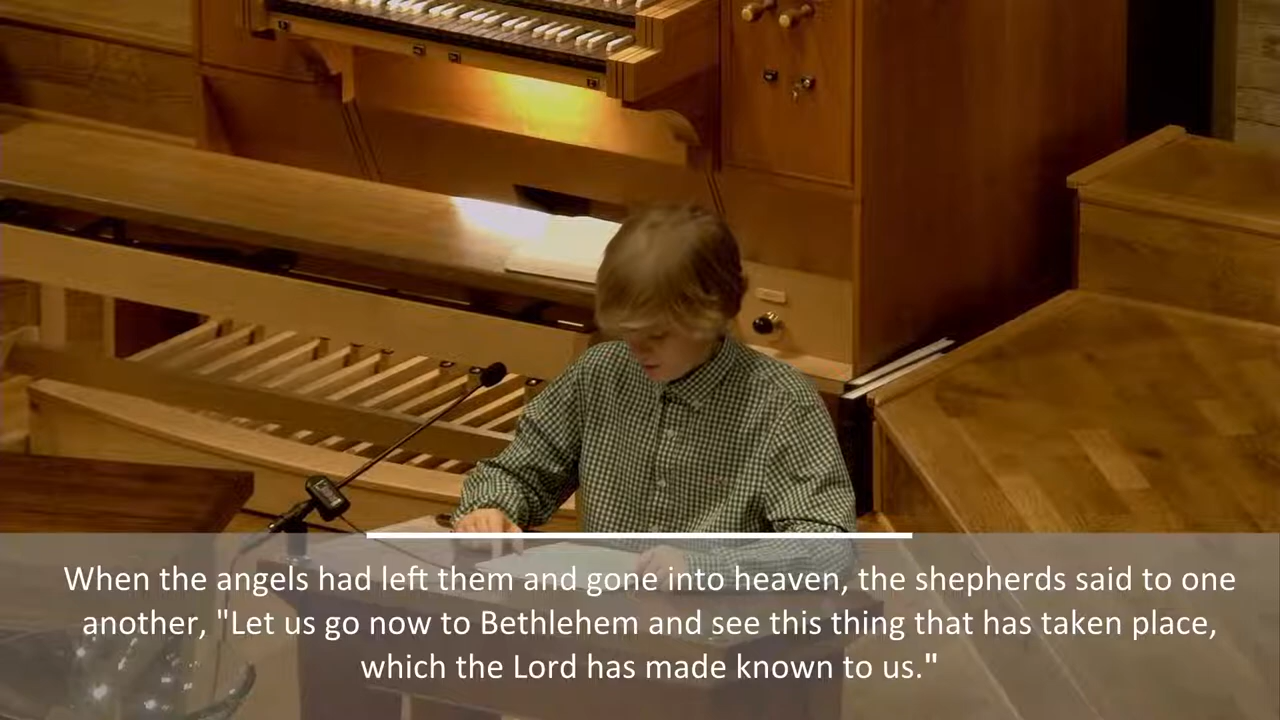 When the angels had left them and gone into heaven, the shepherds said to one
another, "Let us go now to Bethlehem and see this thing that has taken place,
which the Lord has made known to us."